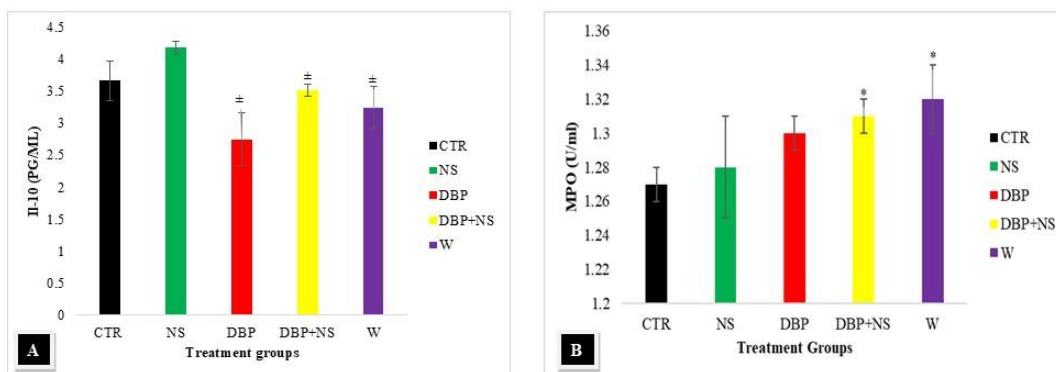 4.5
4
3.5
3
2.5
2
1.5
1
0.5
0
Il-10 (PG/ML)
±
±
±
CTR
NS
DBP
DBP+NS
W
Treatment groups
CTR
NS
DBP
DBP+NS
W
A
1.36
1.34
1.32
1.3
1.28
1.26
1.24
1.22
1.2
MPO (U/ml)
*
*
CTR
NS
DBP
DBP+NS
W
Treatment Groups
CTR
NS
DBP
DBP+NS
W
B